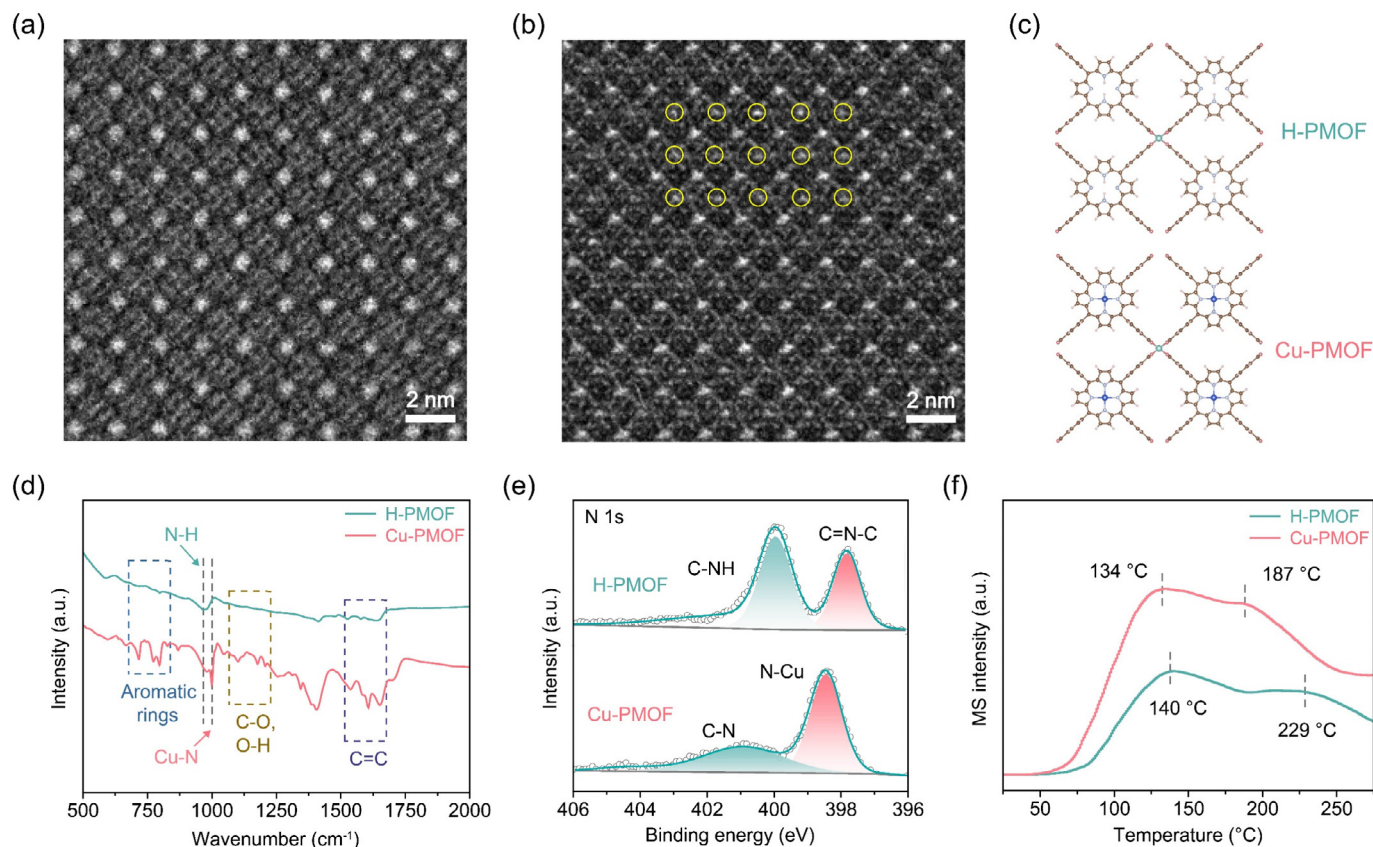 (a)
2 nm
(b)
2 nm
(c)
H-PMOF
Cu-PMOF
(d)
H-PMOF
Cu-PMOF
N-H
Aromatic
rings
Cu-N
C-O,
O-H
C=C
Intensity (a.u.)
500 750 1000 1250 1500 1750 2000
Wavenumber (cm⁻¹)
(e)
N 1s
C-NH
C=N-C
H-PMOF
N-Cu
Cu-PMOF
C-N
Intensity (a.u.)
406 404 402 400 398 396
Binding energy (eV)
(f)
H-PMOF
Cu-PMOF
134 °C
187 °C
140 °C
229 °C
MS intensity (a.u.)
50 100 150 200 250
Temperature (°C)